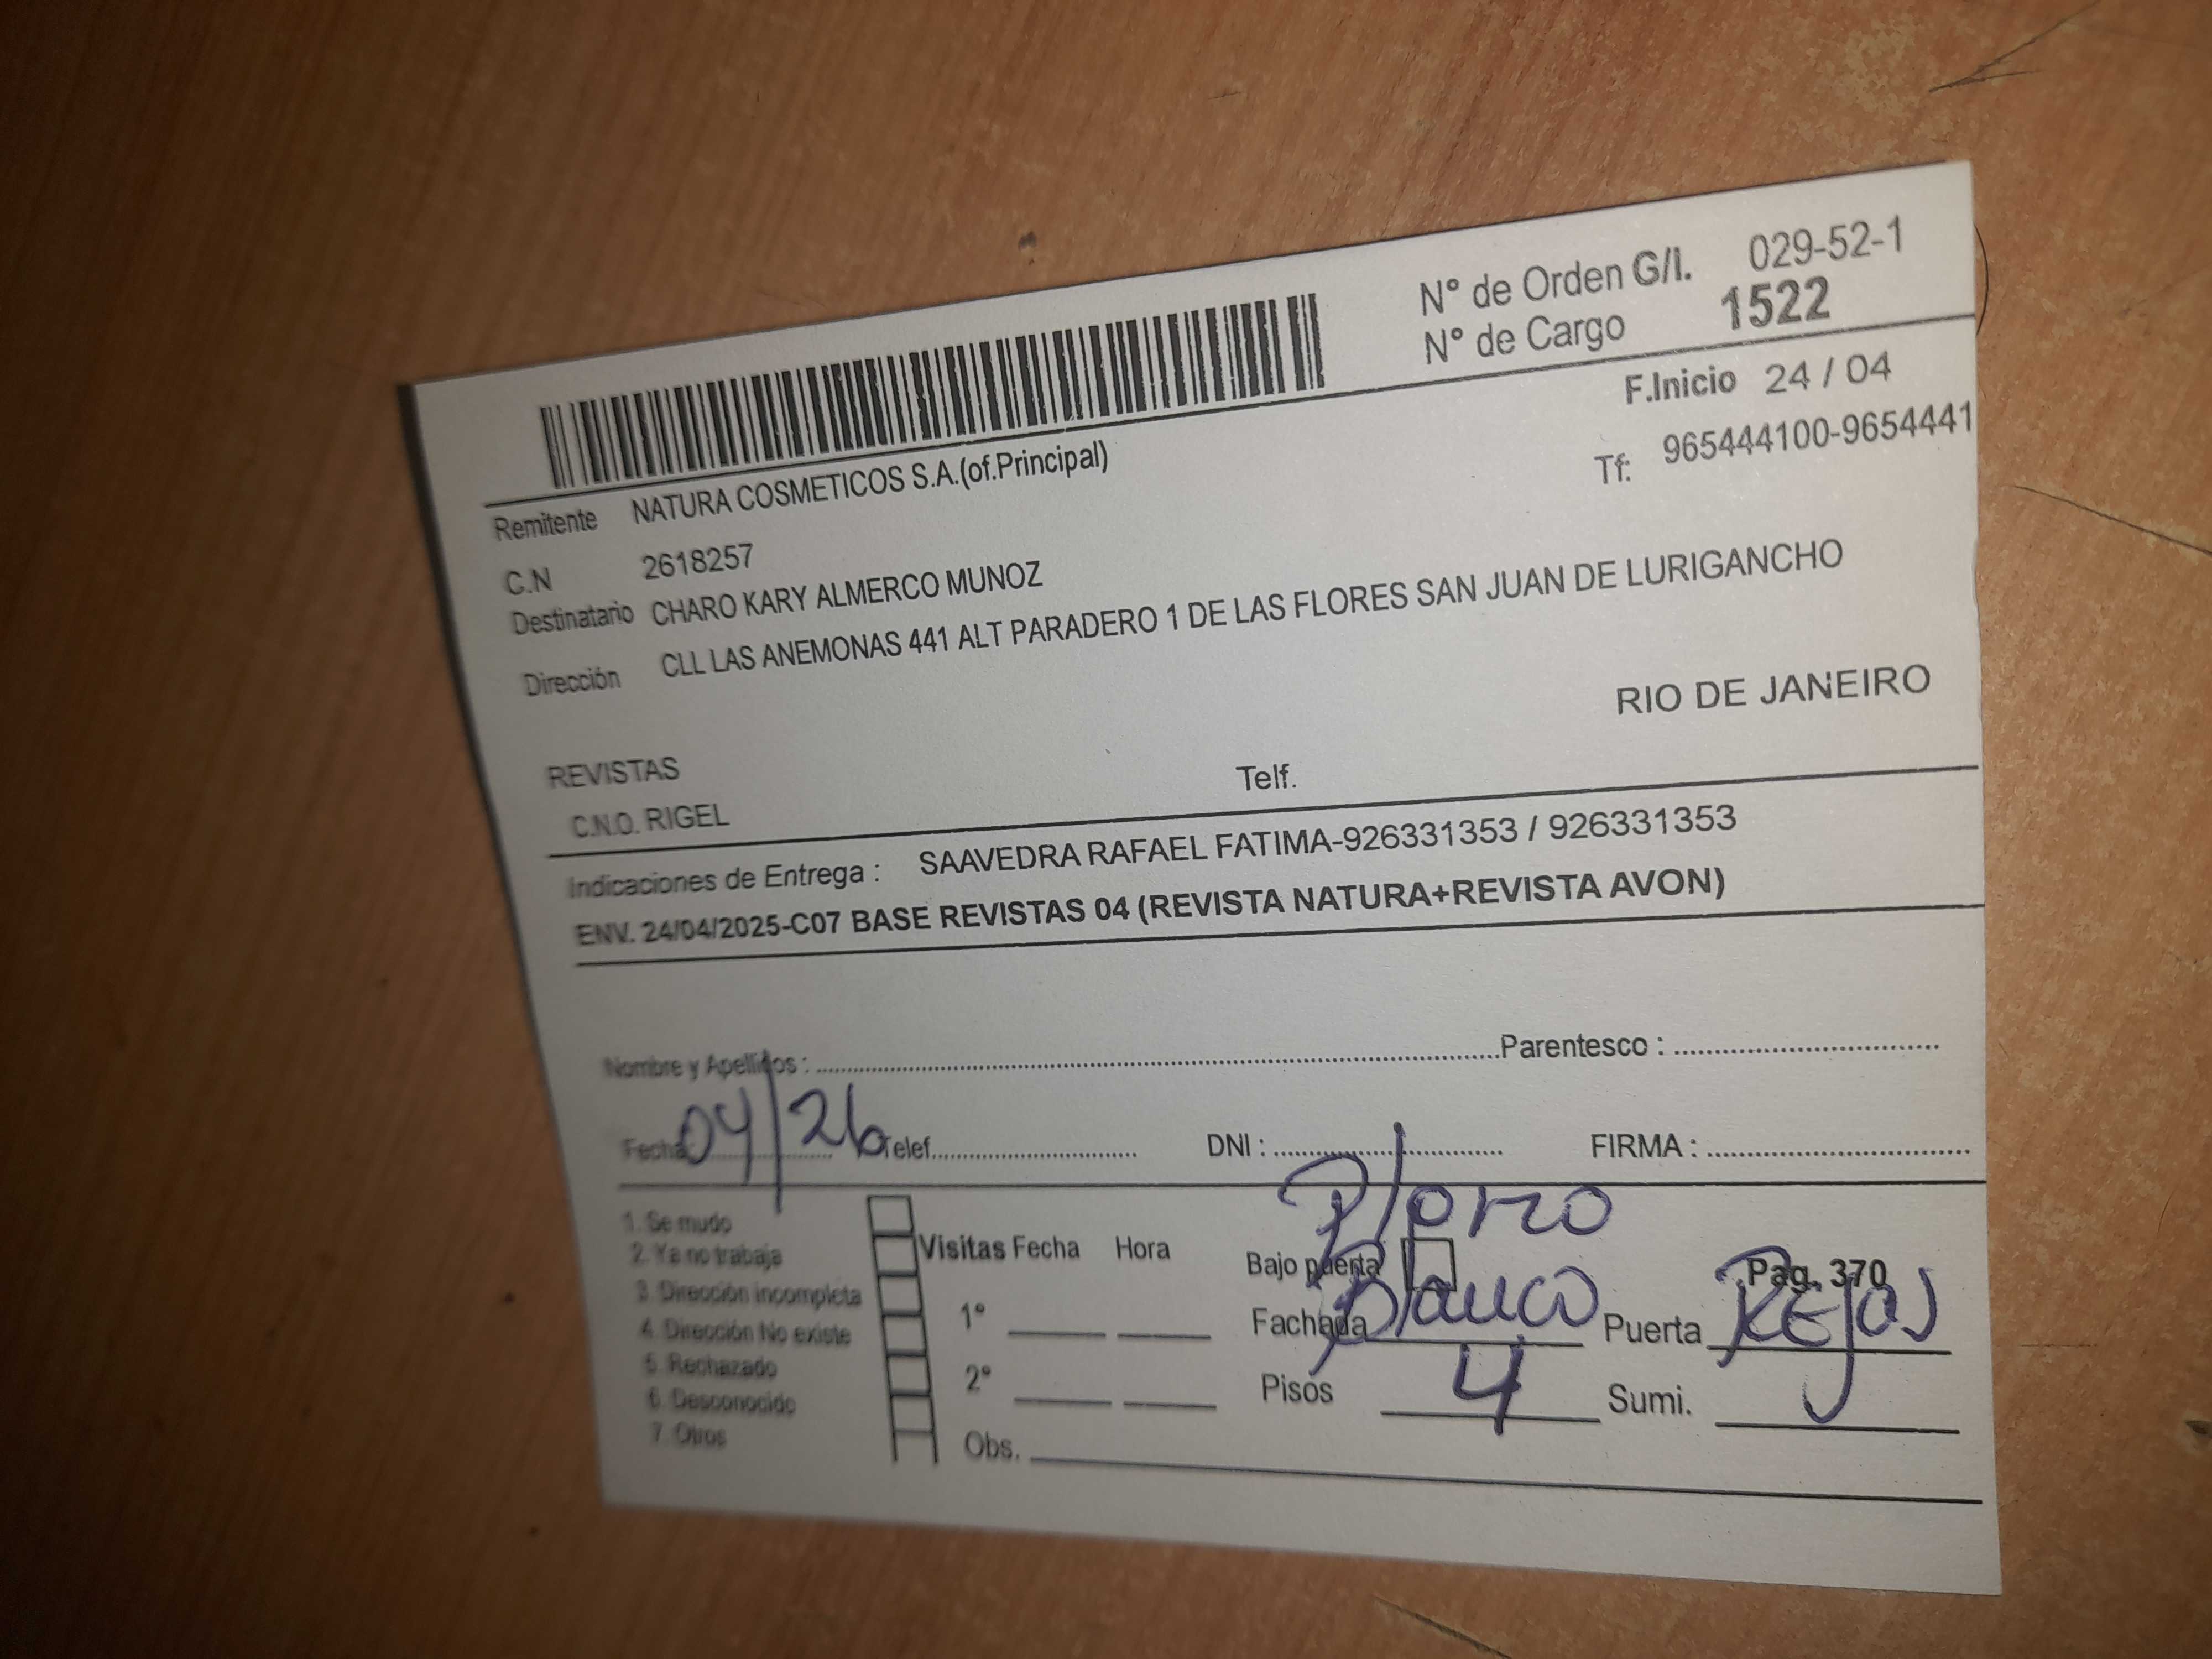 N° de Orden G/I. 029-52-1
N° de Cargo 1522
F.Inicio 24 / 04
Tf: 965444100-9654441
Remitente NATURA COSMETICOS S.A.(of.Principal)
C.N 2618257
Destinatario CHARO KARY ALMERCO MUNOZ
Dirección CLL LAS ANEMONAS 441 ALT PARADERO 1 DE LAS FLORES SAN JUAN DE LURIGANCHO
RIO DE JANEIRO
REVISTAS
C.N.O. RIGEL Telf.
Indicaciones de Entrega : SAAVEDRA RAFAEL FATIMA-926331353 / 926331353
ENV. 24/04/2025-C07 BASE REVISTAS 04 (REVISTA NATURA+REVISTA AVON)
Nombre y Apellidos : Parentesco :
Fecha 04/26 Telef. DNI : FIRMA :
1. Se mudo
2. Ya no trabaja
3. Dirección incompleta
4. Dirección No existe
5. Rechazado
6. Desconocido
7. Otros
Visitas Fecha Hora
1°
2°
Obs.
Bajo puerta Pag. 370
Fachada Blanco Puerta REJAS
Pisos 4 Sumi.